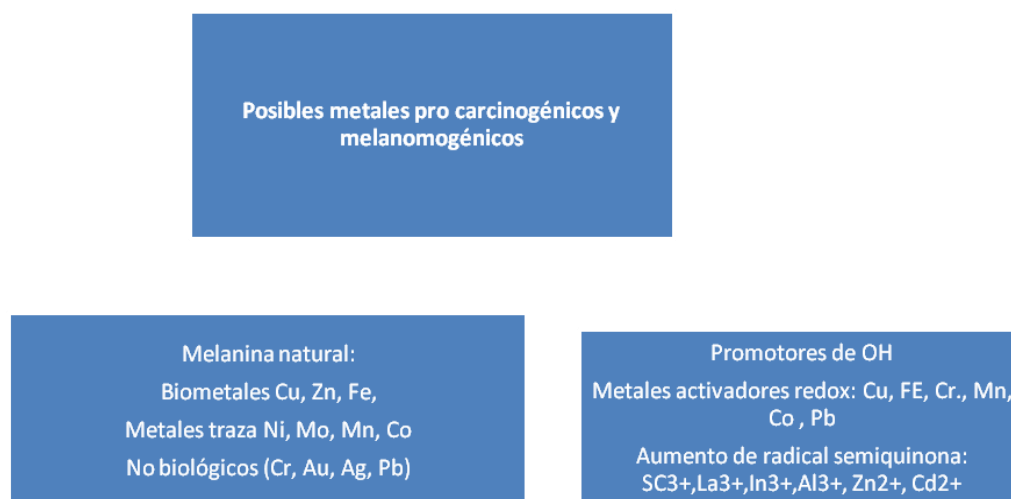 Posibles metales pro carcinogénicos y
melanomogénicos
Melanina natural:
Biometales Cu, Zn, Fe,
Metales traza Ni, Mo, Mn, Co
No biológicos (Cr, Au, Ag, Pb)
Promotores de OH
Metales activadores redox: Cu, FE, Cr., Mn,
Co , Pb
Aumento de radical semiquinona:
SC3+,La3+,In3+,Al3+, Zn2+, Cd2+